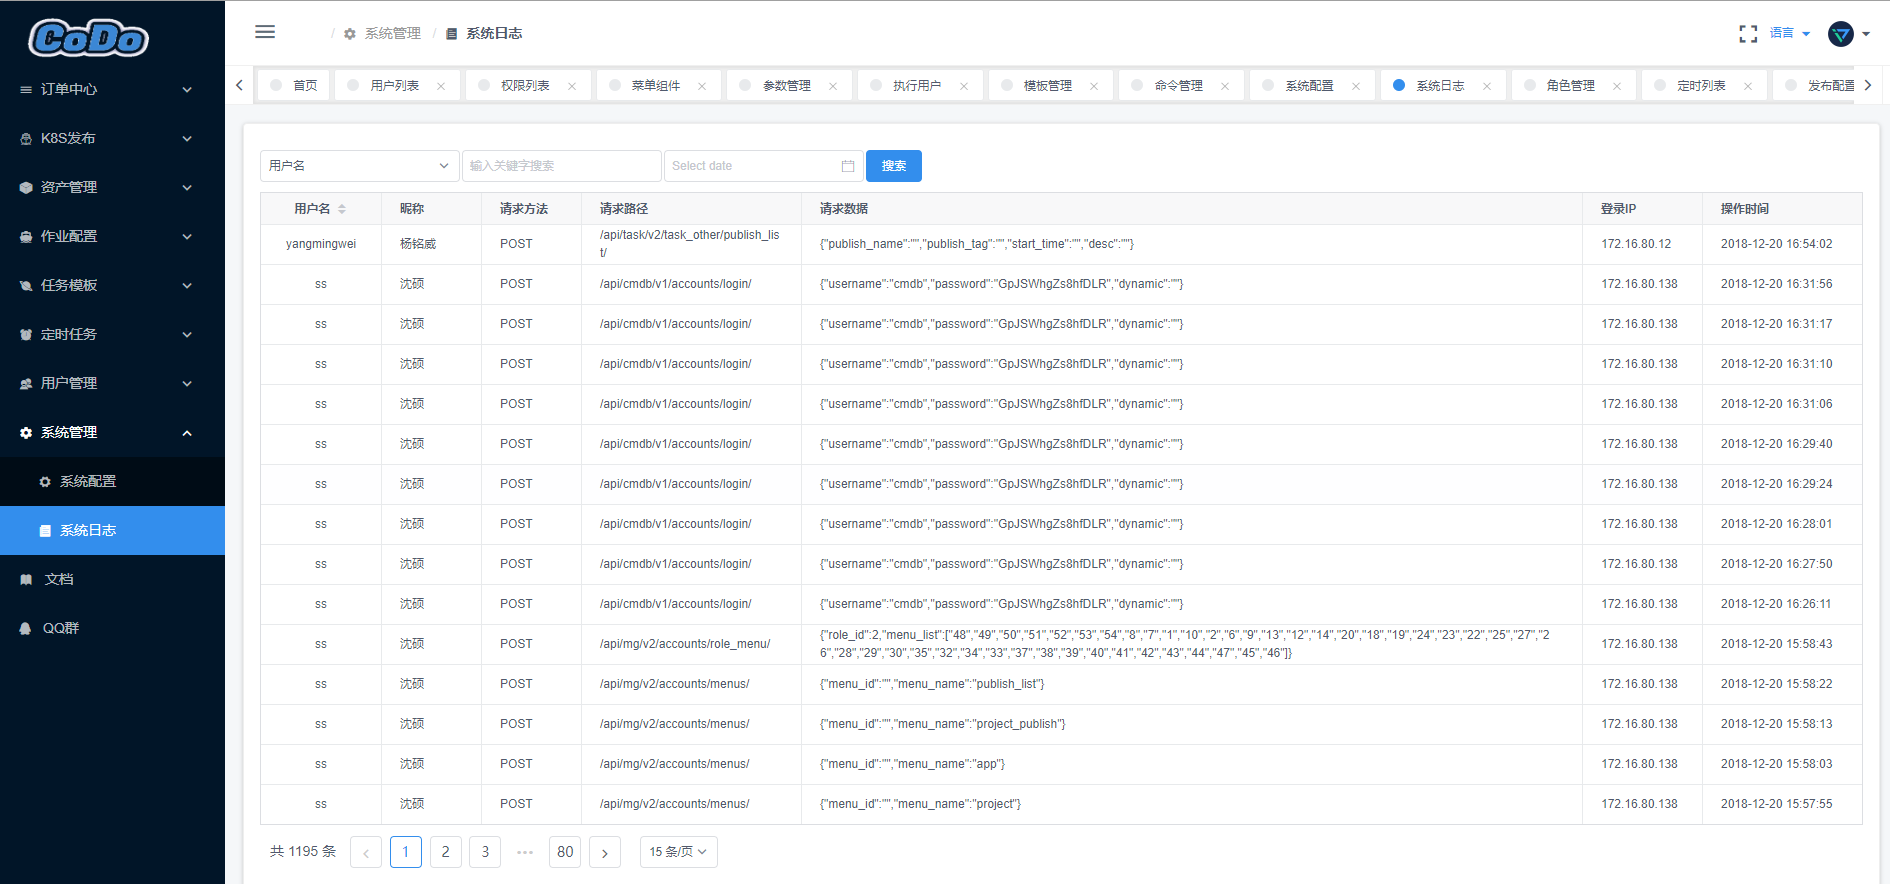 CoDo
订单中心
K8S发布
资产管理
作业配置
任务模板
定时任务
用户管理
系统管理
系统配置
系统日志
文档
QQ群
/ 系统管理 / 系统日志
语言
首页 用户列表 权限列表 菜单组件 参数管理 执行用户 模板管理 命令管理 系统配置 系统日志 角色管理 定时列表 发布配置
用户名 输入关键字搜索 Select date 搜索
用户名 昵称 请求方法 请求路径 请求数据 登录IP 操作时间
yangmingwei 杨铭威 POST /api/task/v2/task_other/publish_lis
t/ {"publish_name":"","publish_tag":"","start_time":"","desc":""} 172.16.80.12 2018-12-20 16:54:02
ss 沈硕 POST /api/cmdb/v1/accounts/login/ {"username":"cmdb","password":"GpJSWhgZs8hfDLR","dynamic":""} 172.16.80.138 2018-12-20 16:31:56
ss 沈硕 POST /api/cmdb/v1/accounts/login/ {"username":"cmdb","password":"GpJSWhgZs8hfDLR","dynamic":""} 172.16.80.138 2018-12-20 16:31:17
ss 沈硕 POST /api/cmdb/v1/accounts/login/ {"username":"cmdb","password":"GpJSWhgZs8hfDLR","dynamic":""} 172.16.80.138 2018-12-20 16:31:10
ss 沈硕 POST /api/cmdb/v1/accounts/login/ {"username":"cmdb","password":"GpJSWhgZs8hfDLR","dynamic":""} 172.16.80.138 2018-12-20 16:31:06
ss 沈硕 POST /api/cmdb/v1/accounts/login/ {"username":"cmdb","password":"GpJSWhgZs8hfDLR","dynamic":""} 172.16.80.138 2018-12-20 16:29:40
ss 沈硕 POST /api/cmdb/v1/accounts/login/ {"username":"cmdb","password":"GpJSWhgZs8hfDLR","dynamic":""} 172.16.80.138 2018-12-20 16:29:24
ss 沈硕 POST /api/cmdb/v1/accounts/login/ {"username":"cmdb","password":"GpJSWhgZs8hfDLR","dynamic":""} 172.16.80.138 2018-12-20 16:28:01
ss 沈硕 POST /api/cmdb/v1/accounts/login/ {"username":"cmdb","password":"GpJSWhgZs8hfDLR","dynamic":""} 172.16.80.138 2018-12-20 16:27:50
ss 沈硕 POST /api/cmdb/v1/accounts/login/ {"username":"cmdb","password":"GpJSWhgZs8hfDLR","dynamic":""} 172.16.80.138 2018-12-20 16:26:11
ss 沈硕 POST /api/mg/v2/accounts/role_menu/ {"role_id":2,"menu_list":["48","49","50","51","52","53","54","8","7","1","10","2","6","9","13","12","14","20","18","19","24","23","22","25","27","2
6","28","29","30","35","32","34","33","37","38","39","40","41","42","43","44","47","45","46"]} 172.16.80.138 2018-12-20 15:58:43
ss 沈硕 POST /api/mg/v2/accounts/menus/ {"menu_id":"","menu_name":"publish_list"} 172.16.80.138 2018-12-20 15:58:22
ss 沈硕 POST /api/mg/v2/accounts/menus/ {"menu_id":"","menu_name":"project_publish"} 172.16.80.138 2018-12-20 15:58:13
ss 沈硕 POST /api/mg/v2/accounts/menus/ {"menu_id":"","menu_name":"app"} 172.16.80.138 2018-12-20 15:58:03
ss 沈硕 POST /api/mg/v2/accounts/menus/ {"menu_id":"","menu_name":"project"} 172.16.80.138 2018-12-20 15:57:55
共 1195 条 1 2 3 ••• 80 15 条/页